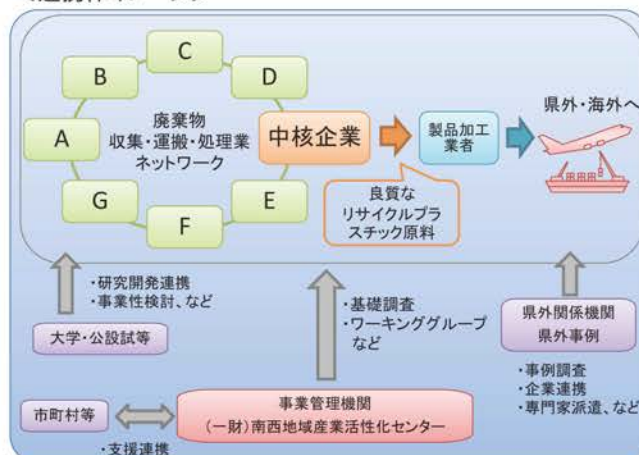 C
B
D
A
廃棄物
収集・運搬・処理業
ネットワーク
中核企業
製品加工
業者
県外・海外へ
G
E
F
良質な
リサイクルプラ
スチック原料
・研究開発連携
・事業性検討、など
大学・公設試等
・基礎調査
・ワーキンググループ
など
県外関係機関
県外事例
・事例調査
・企業連携
・専門家派遣、など
市町村等
・支援連携
事業管理機関
(一財)南西地域産業活性化センター